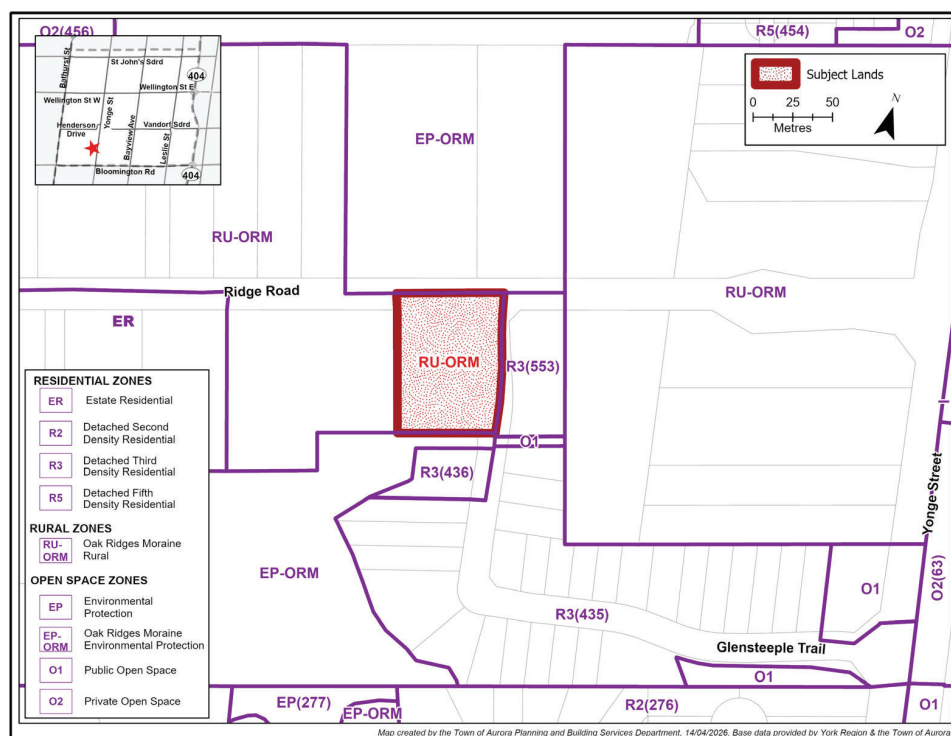 O2(456)
R5(454)
O2
Bathurst St
St John's Sdrd
404
Wellington St E
Wellington St W
Yonge St
Henderson
Drive
Vandorf Sdrd
Bayview Ave
Leslie St
Bloomington Rd
404
Subject Lands
0 25 50
Metres
N
EP-ORM
RU-ORM
Ridge Road
RU-ORM
ER
RU-ORM
R3(553)
O1
R3(436)
I
Yonge Street
RESIDENTIAL ZONES
ER Estate Residential
R2 Detached Second
Density Residential
R3 Detached Third
Density Residential
R5 Detached Fifth
Density Residential
RURAL ZONES
RU-
ORM
Oak Ridges Moraine
Rural
OPEN SPACE ZONES
EP Environmental
Protection
EP-
ORM
Oak Ridges Moraine
Environmental Protection
O1 Public Open Space
O2 Private Open Space
EP-ORM
R3(435)
O1
O2(63)
Glensteeple Trail
O1
EP(277)
EP-ORM
R2(276)
O1
Map created by the Town of Aurora Planning and Building Services Department, 14/04/2026. Base data provided by York Region & the Town of Aurora